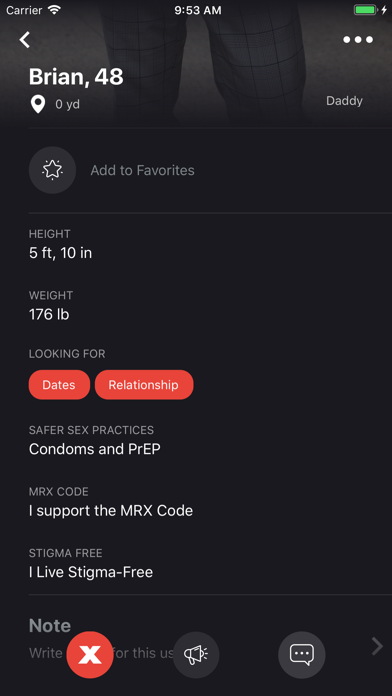 Carrier 9:53 AM
Brian, 48
0 yd
Daddy
Add to Favorites
HEIGHT
5 ft, 10 in
WEIGHT
176 lb
LOOKING FOR
Dates Relationship
SAFER SEX PRACTICES
Condoms and PrEP
MRX CODE
I support the MRX Code
STIGMA FREE
I Live Stigma-Free
Note
Write for this us
X